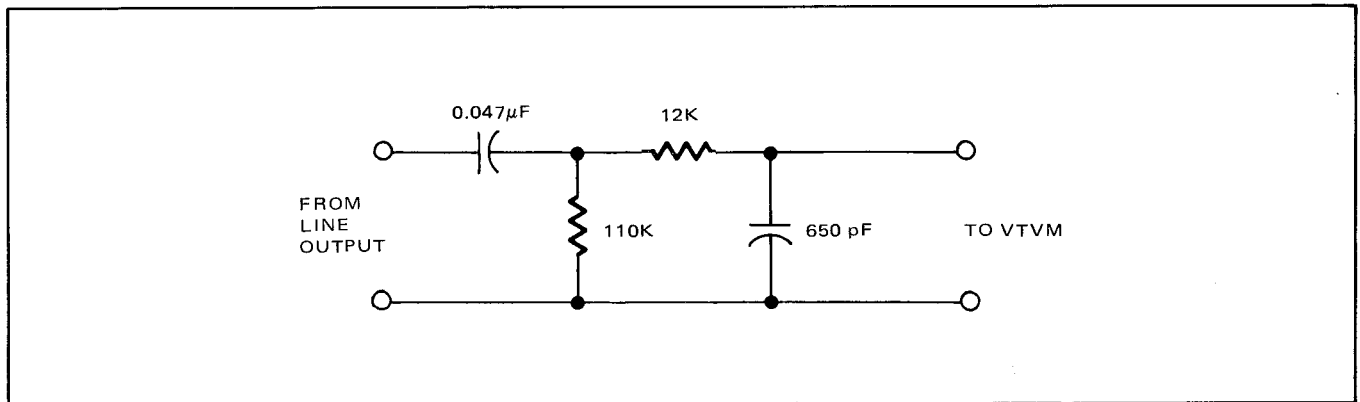 0.047μF
12K
FROM
LINE
OUTPUT
110K
650 pF
TO VTVM